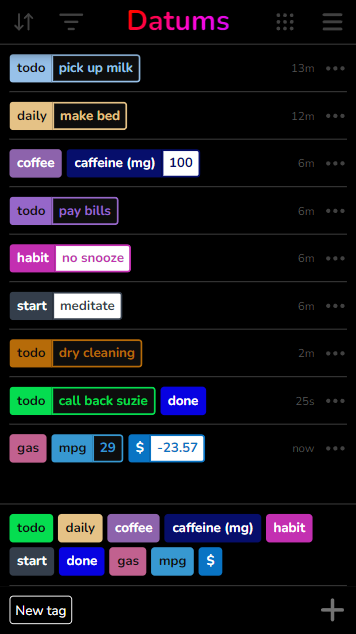 Datums
todo pick up milk 13m
daily make bed 12m
coffee caffeine (mg) 100 6m
todo pay bills 6m
habit no snooze 6m
start meditate 6m
todo dry cleaning 2m
todo call back suzie done 25s
gas mpg 29 $ -23.57 now
todo daily coffee caffeine (mg) habit
start done gas mpg $
New tag